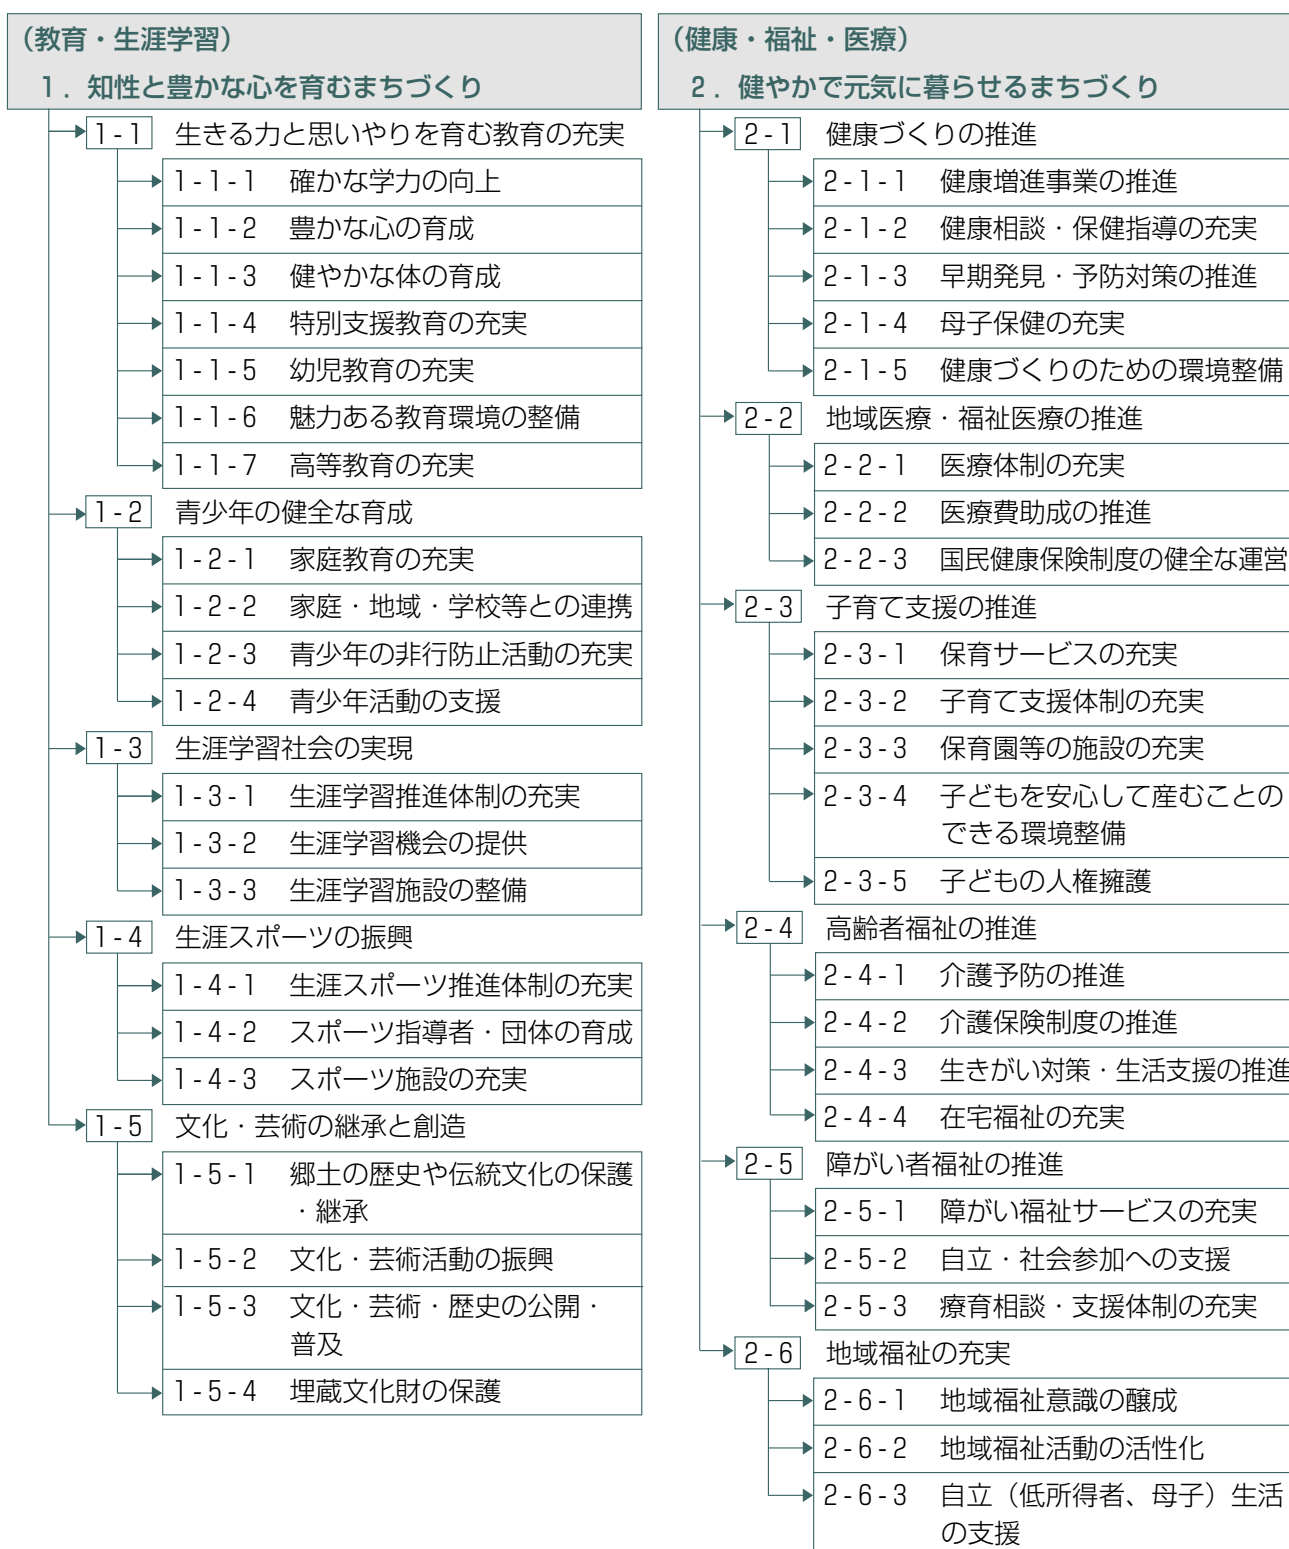 （教育・生涯学習）
1．知性と豊かな心を育むまちづくり
1-1 生きる力と思いやりを育む教育の充実
1-1-1 確かな学力の向上
1-1-2 豊かな心の育成
1-1-3 健やかな体の育成
1-1-4 特別支援教育の充実
1-1-5 幼児教育の充実
1-1-6 魅力ある教育環境の整備
1-1-7 高等教育の充実
1-2 青少年の健全な育成
1-2-1 家庭教育の充実
1-2-2 家庭・地域・学校等との連携
1-2-3 青少年の非行防止活動の充実
1-2-4 青少年活動の支援
1-3 生涯学習社会の実現
1-3-1 生涯学習推進体制の充実
1-3-2 生涯学習機会の提供
1-3-3 生涯学習施設の整備
1-4 生涯スポーツの振興
1-4-1 生涯スポーツ推進体制の充実
1-4-2 スポーツ指導者・団体の育成
1-4-3 スポーツ施設の充実
1-5 文化・芸術の継承と創造
1-5-1 郷土の歴史や伝統文化の保護
・継承
1-5-2 文化・芸術活動の振興
1-5-3 文化・芸術・歴史の公開・
普及
1-5-4 埋蔵文化財の保護
（健康・福祉・医療）
2．健やかで元気に暮らせるまちづくり
2-1 健康づくりの推進
2-1-1 健康増進事業の推進
2-1-2 健康相談・保健指導の充実
2-1-3 早期発見・予防対策の推進
2-1-4 母子保健の充実
2-1-5 健康づくりのための環境整備
2-2 地域医療・福祉医療の推進
2-2-1 医療体制の充実
2-2-2 医療費助成の推進
2-2-3 国民健康保険制度の健全な運営
2-3 子育て支援の推進
2-3-1 保育サービスの充実
2-3-2 子育て支援体制の充実
2-3-3 保育園等の施設の充実
2-3-4 子どもを安心して産むことの
できる環境整備
2-3-5 子どもの人権擁護
2-4 高齢者福祉の推進
2-4-1 介護予防の推進
2-4-2 介護保険制度の推進
2-4-3 生きがい対策・生活支援の推進
2-4-4 在宅福祉の充実
2-5 障がい者福祉の推進
2-5-1 障がい福祉サービスの充実
2-5-2 自立・社会参加への支援
2-5-3 療育相談・支援体制の充実
2-6 地域福祉の充実
2-6-1 地域福祉意識の醸成
2-6-2 地域福祉活動の活性化
2-6-3 自立（低所得者、母子）生活
の支援